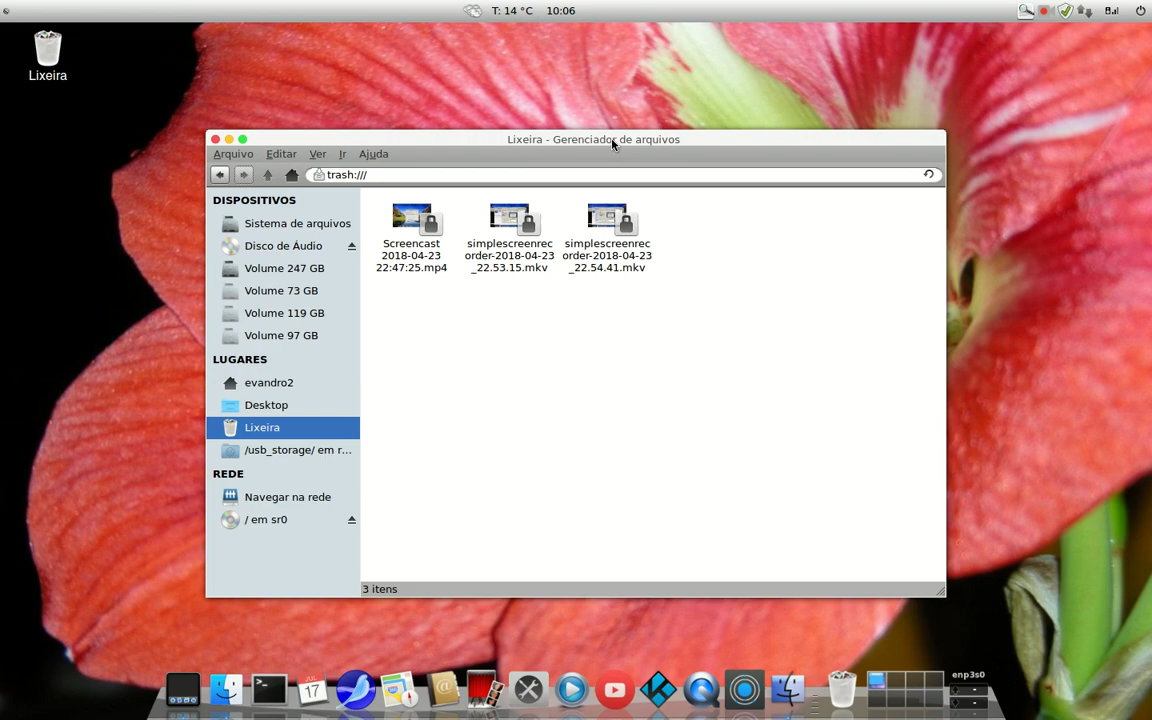 T: 14 °C 10:06
Lixeira
Lixeira - Gerenciador de arquivos
Arquivo Editar Ver Ir Ajuda
trash:///
DISPOSITIVOS
Sistema de arquivos
Disco de Áudio
Volume 247 GB
Volume 73 GB
Volume 119 GB
Volume 97 GB
LUGARES
evandro2
Desktop
Lixeira
/usb_storage/ em r...
REDE
Navegar na rede
/ em sr0
Screencast
2018-04-23
22:47:25.mp4
simplescreenrec
order-2018-04-23
_22.53.15.mkv
simplescreenrec
order-2018-04-23
_22.54.41.mkv
3 itens
JUL
17
enp3s0